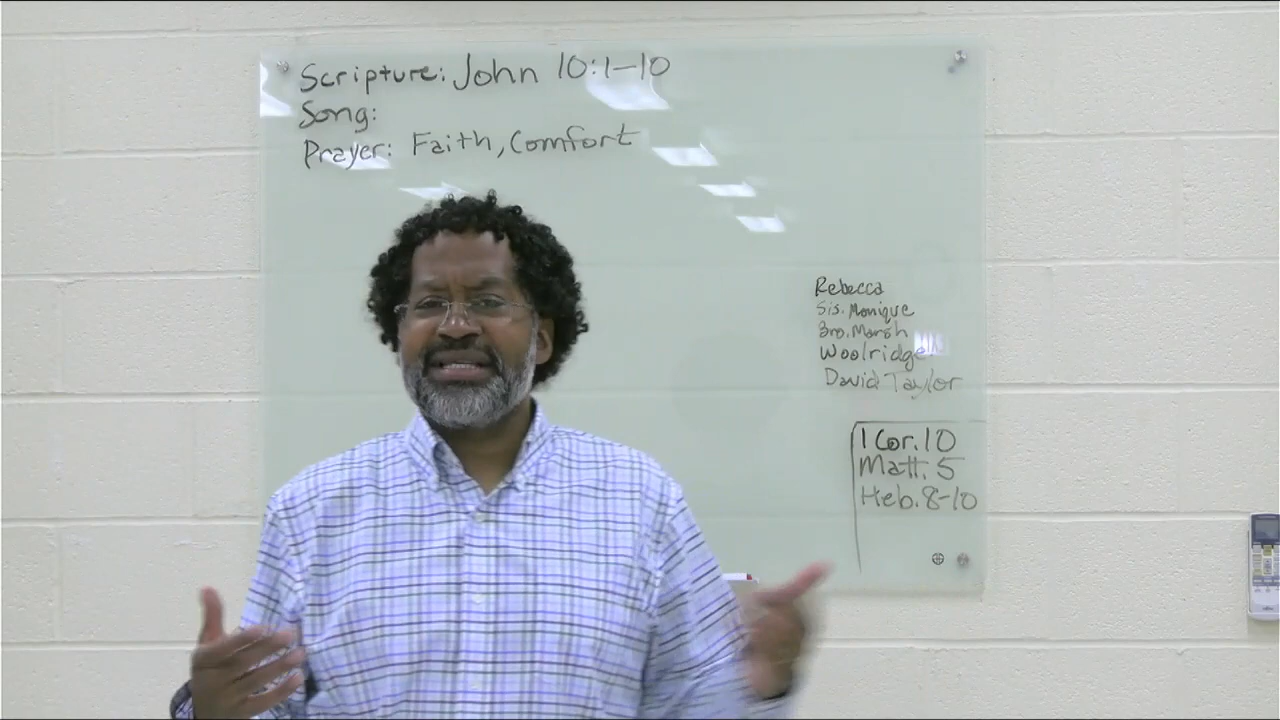 Scripture: John 10:1-10
Song:
Prayer: Faith, Comfort
Rebecca
Sis. Monique
Bro. Marsh
Woolridge
David Taylor
1 Cor. 10
Matt. 5
Heb. 8-10